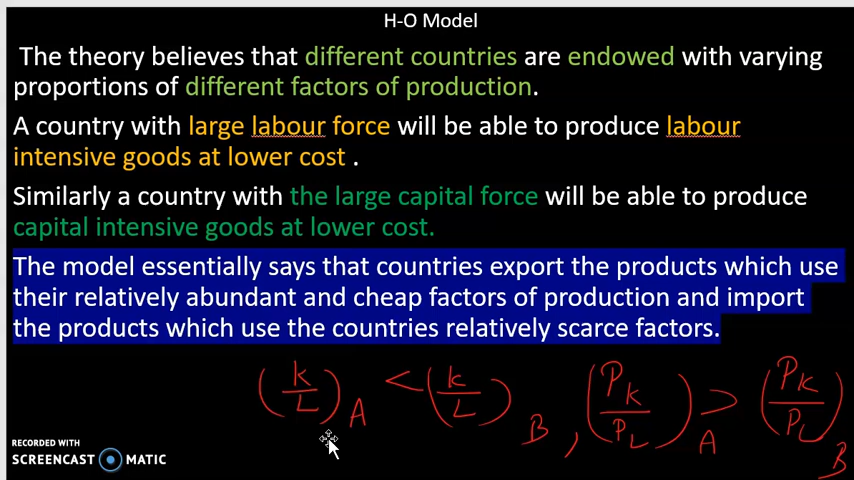 H-O Model
The theory believes that different countries are endowed with varying
proportions of different factors of production.
A country with large labour force will be able to produce labour
intensive goods at lower cost .
Similarly a country with the large capital force will be able to produce
capital intensive goods at lower cost.
The model essentially says that countries export the products which use
their relatively abundant and cheap factors of production and import
the products which use the countries relatively scarce factors.
(K/L)A < (K/L)B , (PK/PL)A > (PK/PL)B
RECORDED WITH
SCREENCAST MATIC